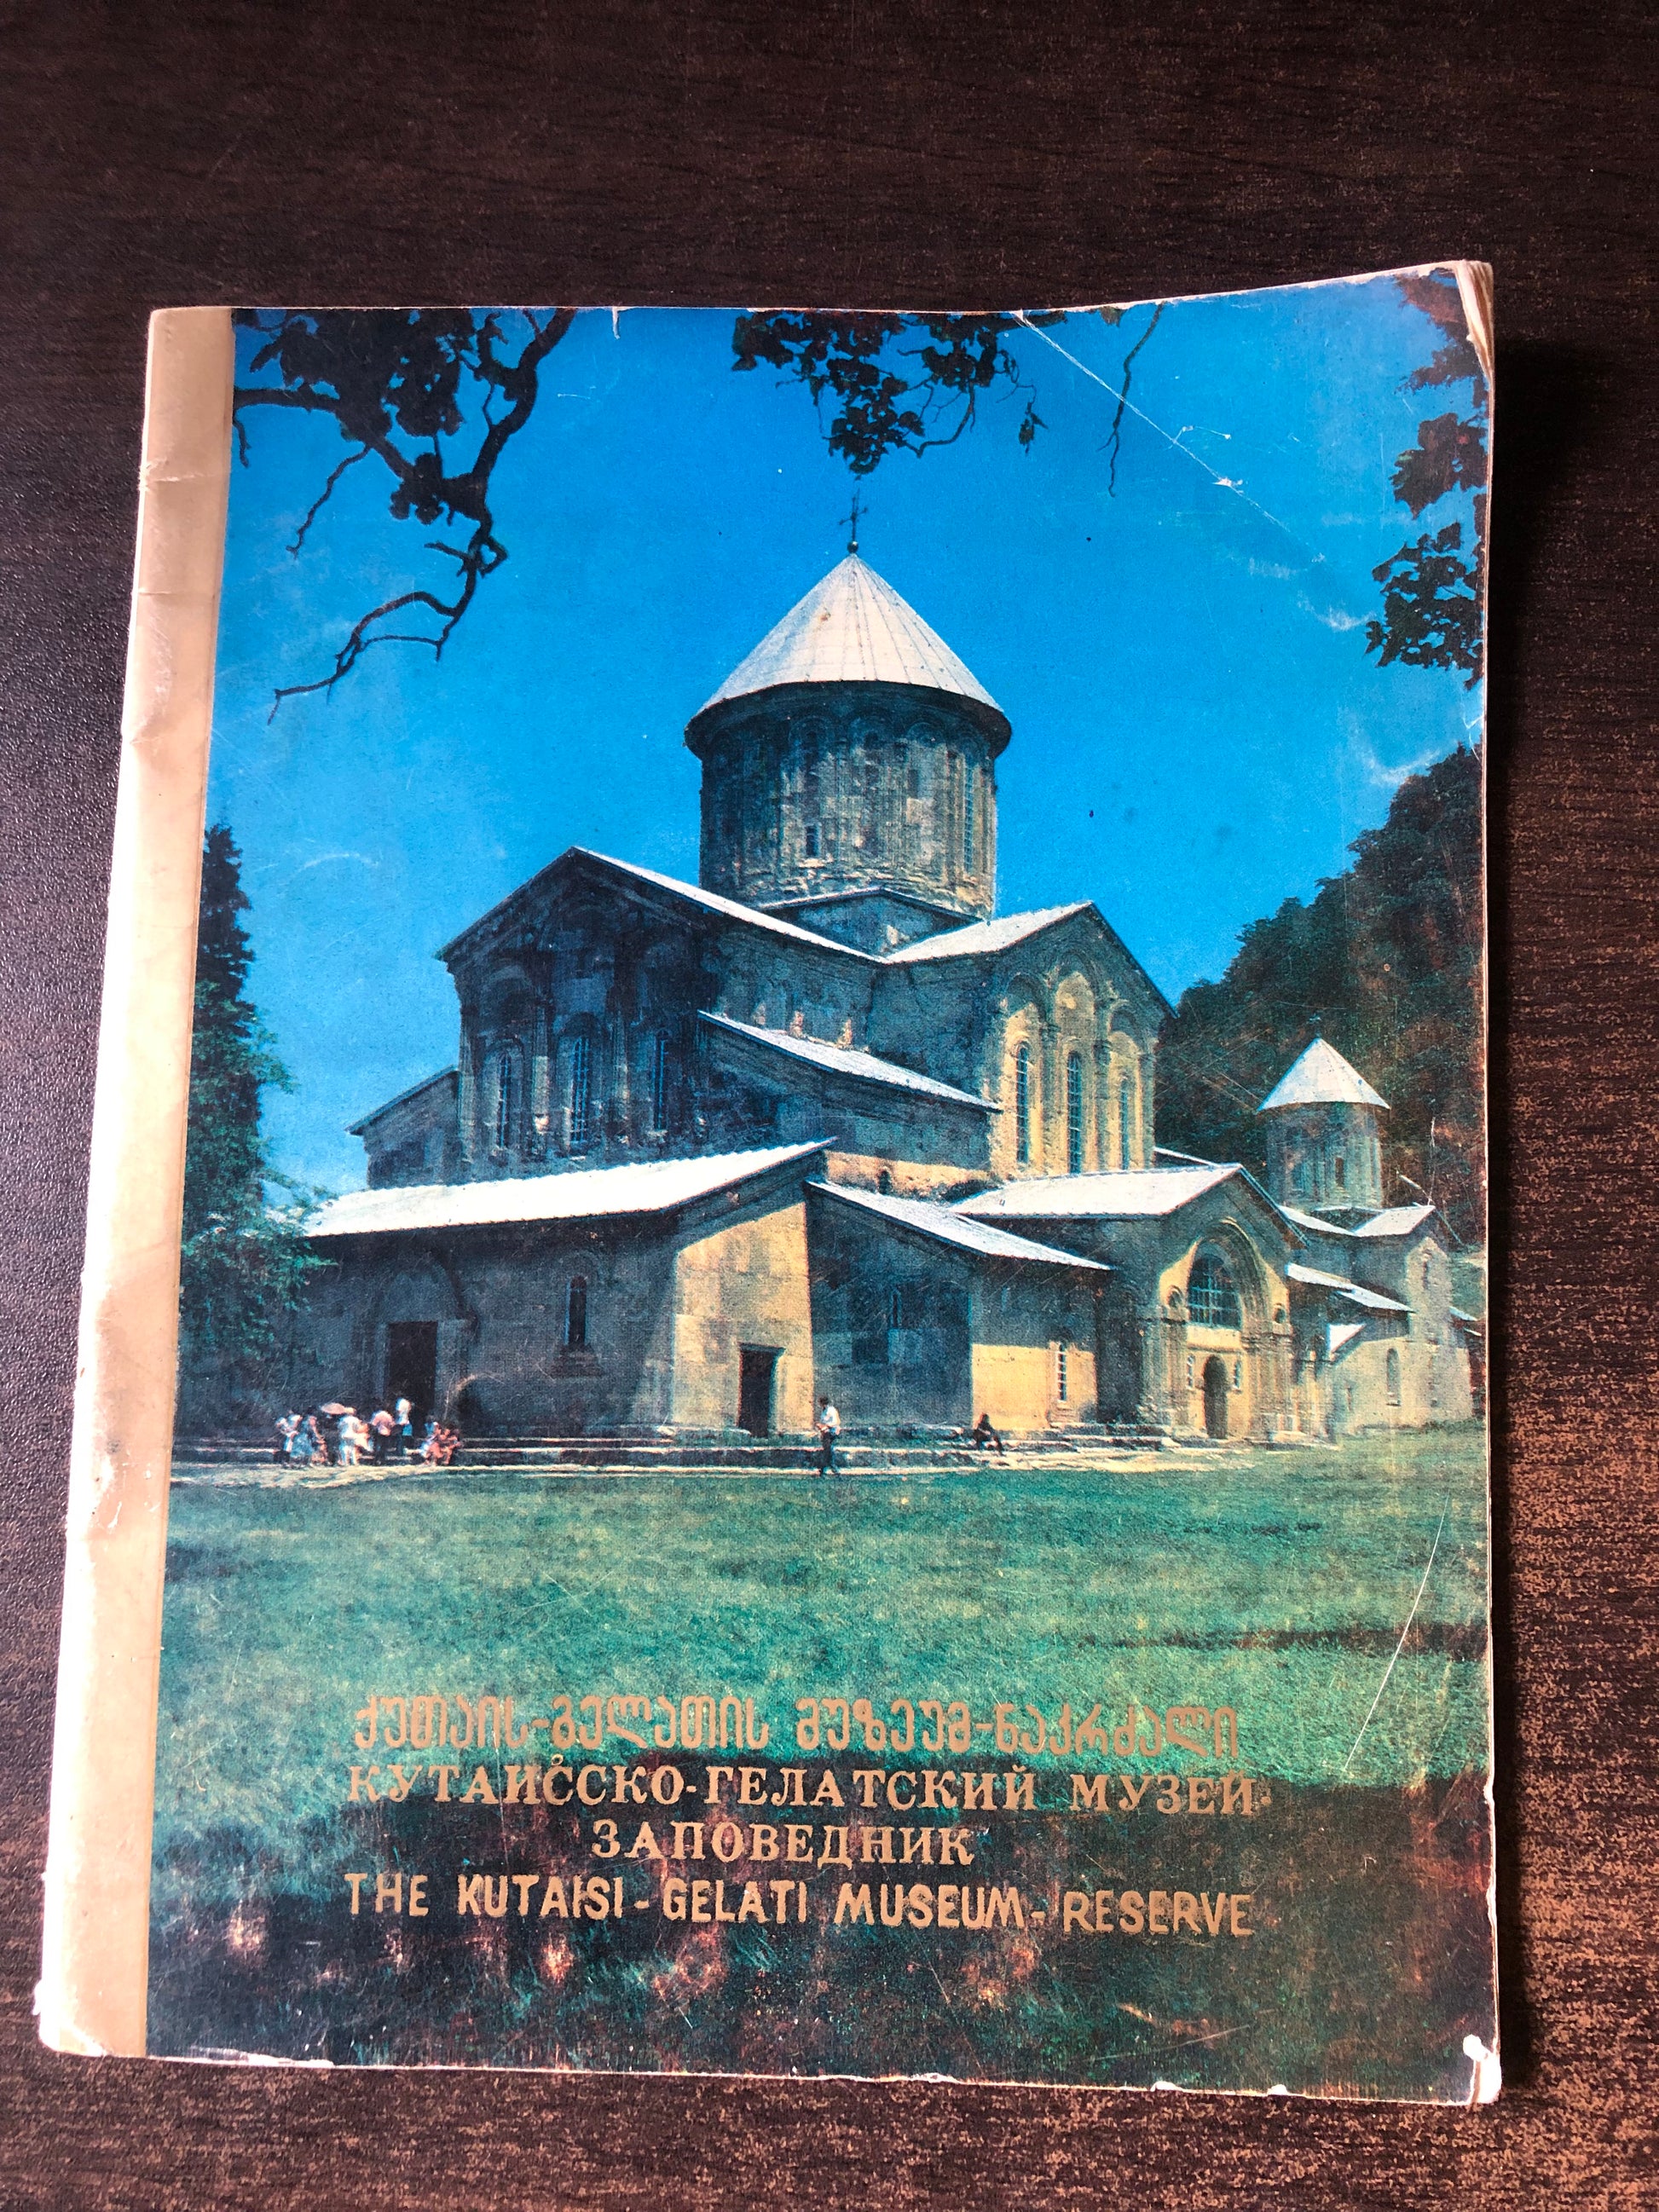 ქუთაის-გელათის მუზეუმ-ნაკრძალი
КУТАИССКО-ГЕЛАТСКИЙ МУЗЕЙ-
ЗАПОВЕДНИК
THE KUTAISI-GELATI MUSEUM-RESERVE